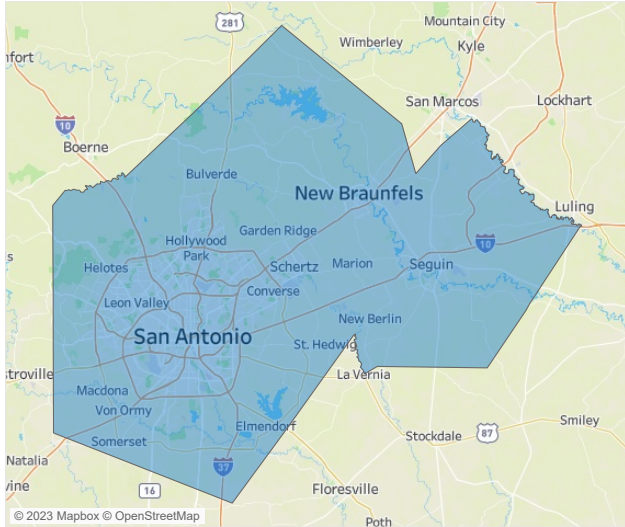 281
Mountain City
Wimberley
Kyle
nfort
San Marcos
Lockhart
10
Boerne
Bulverde
New Braunfels
Luling
Garden Ridge
Hollywood
Park
10
Helotes
Schertz
Marion
Seguin
Converse
Leon Valley
New Berlin
San Antonio
St. Hedwig
stroville
La Vernia
Macdona
Von Ormy
Smiley
Elmendorf
Stockdale
87
Somerset
Natalia
37
vine
16
Floresville
© 2023 Mapbox © OpenStreetMap
Poth